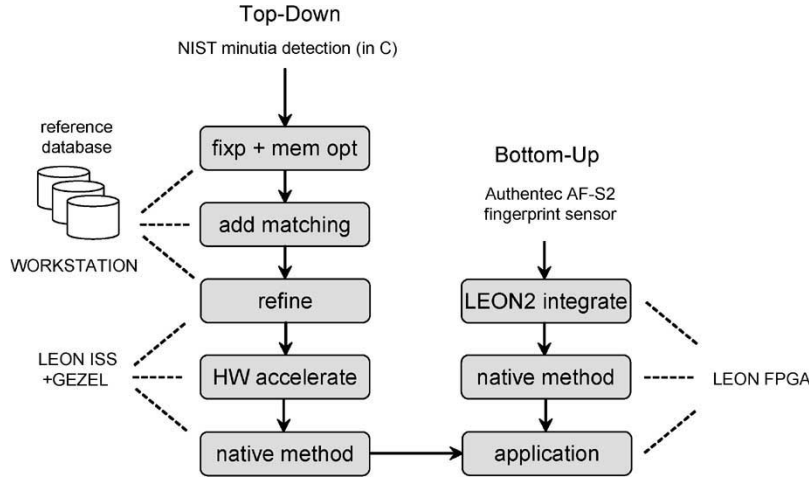 Top-Down
NIST minutia detection (in C)
reference
database
WORKSTATION
fixp + mem opt
add matching
refine
LEON ISS
+GEZEL
HW accelerate
native method
Bottom-Up
Authentec AF-S2
fingerprint sensor
LEON2 integrate
native method
application
LEON FPGA